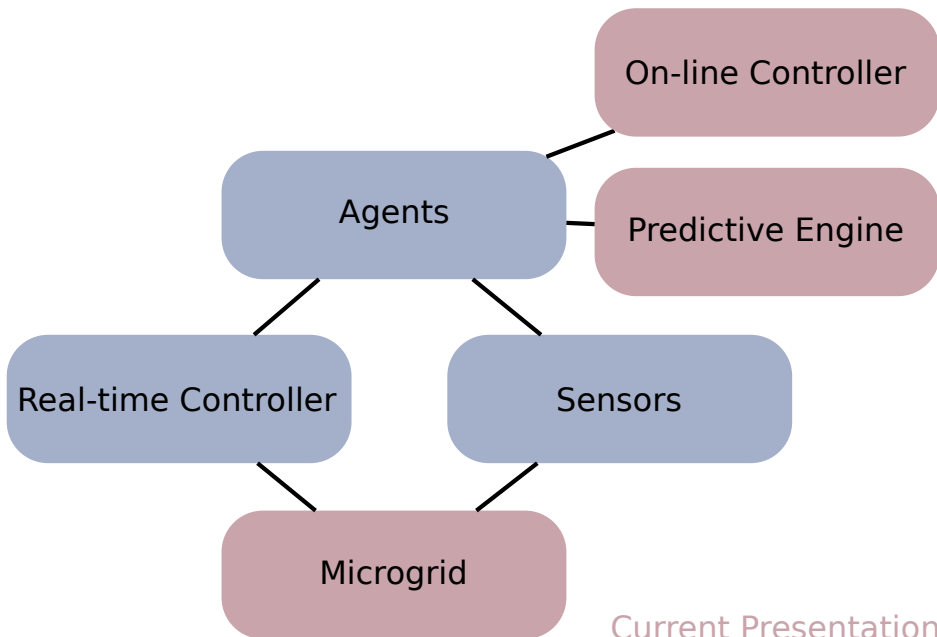 On-line Controller
Agents
Predictive Engine
Real-time Controller
Sensors
Microgrid
Current Presentation